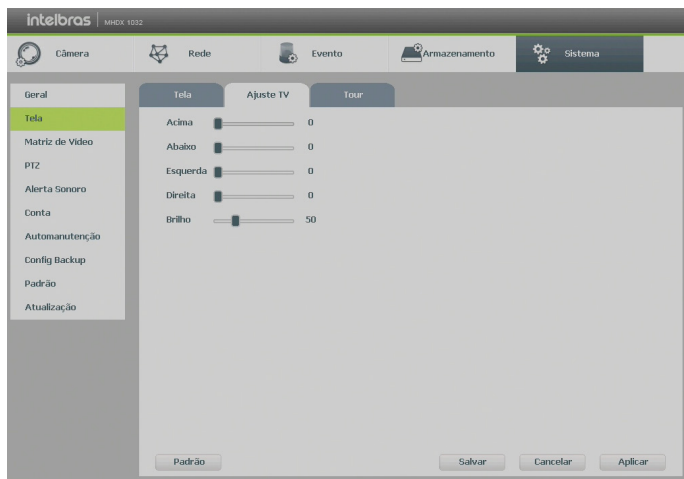 intelbras MHDX 1032
Câmera Rede Evento Armazenamento Sistema
Geral
Tela
Matriz de Vídeo
PTZ
Alerta Sonoro
Conta
Automanutenção
Config Backup
Padrão
Atualização
Tela Ajuste TV Tour
Acima 0
Abaixo 0
Esquerda 0
Direita 0
Brilho 50
Padrão Salvar Cancelar Aplicar